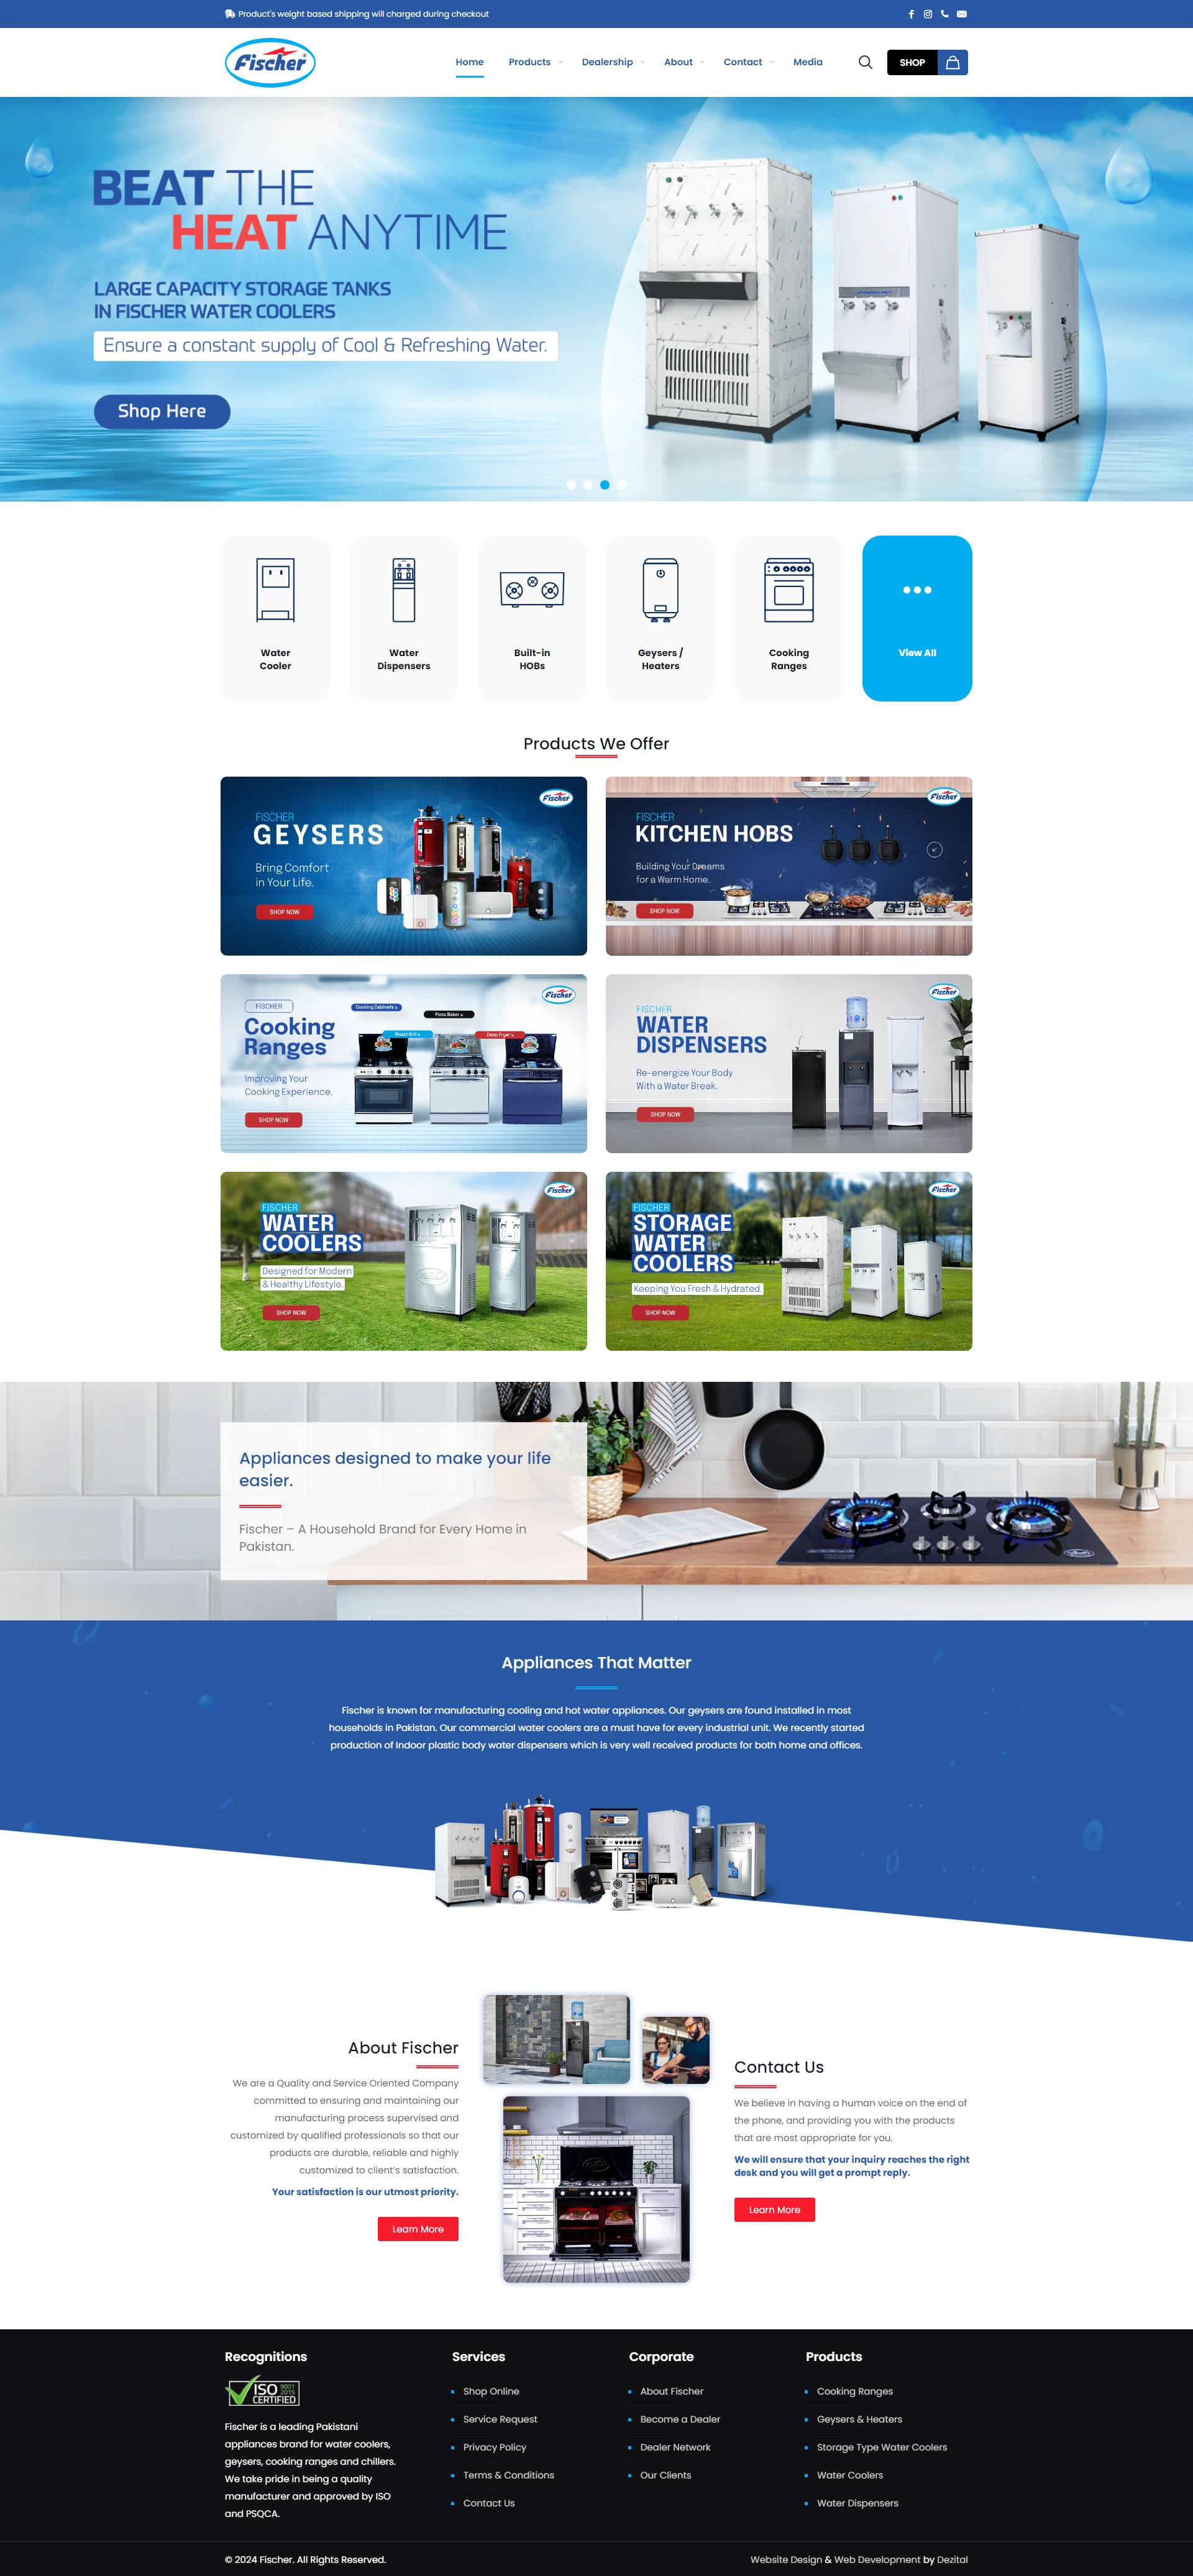 Product's weight based shipping will charged during checkout
Fischer
Home
Products
Dealership
About
Contact
Media
SHOP
BEAT THE
HEAT ANYTIME
LARGE CAPACITY STORAGE TANKS
IN FISCHER WATER COOLERS
Ensure a constant supply of Cool & Refreshing Water.
Shop Here
Water
Cooler
Water
Dispensers
Built-in
HOBs
Geysers /
Heaters
Cooking
Ranges
View All
Products We Offer
Fischer
FISCHER
GEYSERS
Bring Comfort
in Your Life.
SHOP NOW
Fischer
FISCHER
KITCHEN HOBS
Building Your Dreams
for a Warm Home.
SHOP NOW
Fischer
FISCHER
Cooking
Ranges
Improving Your
Cooking Experience.
SHOP NOW
Cooking Cabinets
Pizza Baker
Roast Grill
Deep Fryer
Fischer
FISCHER
WATER
DISPENSERS
Re-energize Your Body
With a Water Break.
SHOP NOW
Fischer
FISCHER
WATER
COOLERS
Designed for Modern
& Healthy Lifestyle.
SHOP NOW
Fischer
FISCHER
STORAGE
WATER
COOLERS
Keeping You Fresh & Hydrated.
SHOP NOW
Appliances designed to make your life
easier.
Fischer – A Household Brand for Every Home in
Pakistan.
Appliances That Matter
Fischer is known for manufacturing cooling and hot water appliances. Our geysers are found installed in most
households in Pakistan. Our commercial water coolers are a must have for every industrial unit. We recently started
production of Indoor plastic body water dispensers which is very well received products for both home and offices.
About Fischer
We are a Quality and Service Oriented Company
committed to ensuring and maintaining our
manufacturing process supervised and
customized by qualified professionals so that our
products are durable, reliable and highly
customized to client's satisfaction.
Your satisfaction is our utmost priority.
Learn More
Contact Us
We believe in having a human voice on the end of
the phone, and providing you with the products
that are most appropriate for you.
We will ensure that your inquiry reaches the right
desk and you will get a prompt reply.
Learn More
Recognitions
ISO 9001 2015
CERTIFIED
Fischer is a leading Pakistani
appliances brand for water coolers,
geysers, cooking ranges and chillers.
We take pride in being a quality
manufacturer and approved by ISO
and PSQCA.
Services
Shop Online
Service Request
Privacy Policy
Terms & Conditions
Contact Us
Corporate
About Fischer
Become a Dealer
Dealer Network
Our Clients
Products
Cooking Ranges
Geysers & Heaters
Storage Type Water Coolers
Water Coolers
Water Dispensers
© 2024 Fischer. All Rights Reserved.
Website Design & Web Development by Dezital